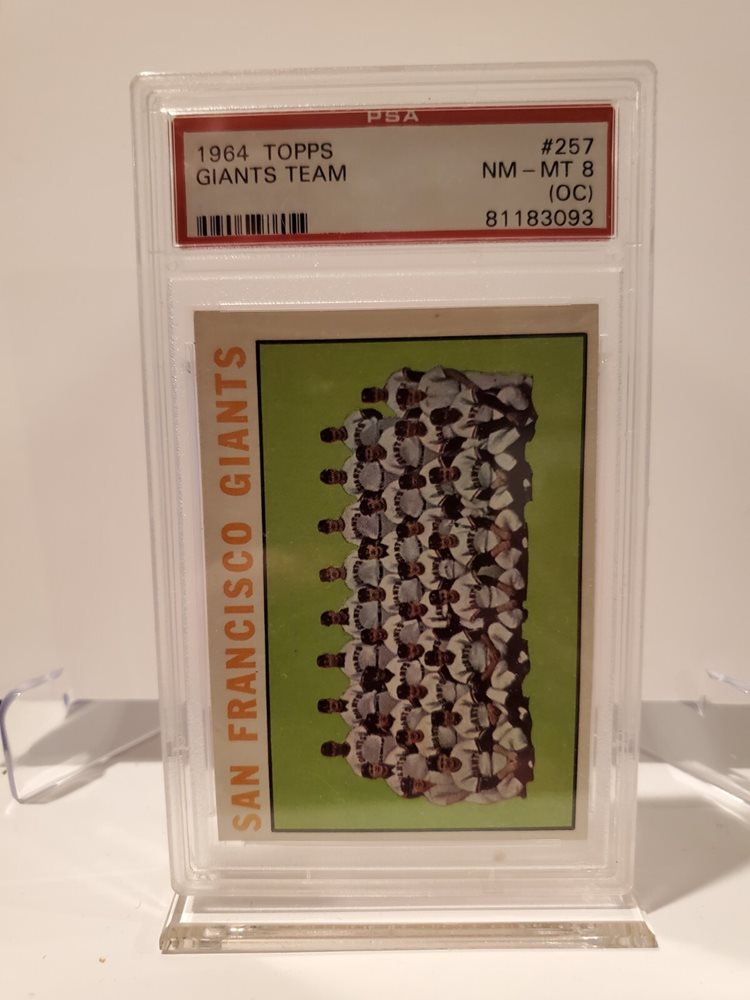 PSA
1964 TOPPS
GIANTS TEAM
#257
NM-MT 8
(OC)
81183093
SAN FRANCISCO GIANTS